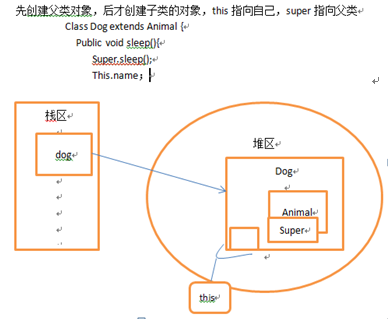 先创建父类对象，后才创建子类的对象，this 指向自己，super 指向父类
Class Dog extends Animal {
Public void sleep(){
Super.sleep();
This.name；
栈区
dog
堆区
Dog
Animal
Super
this